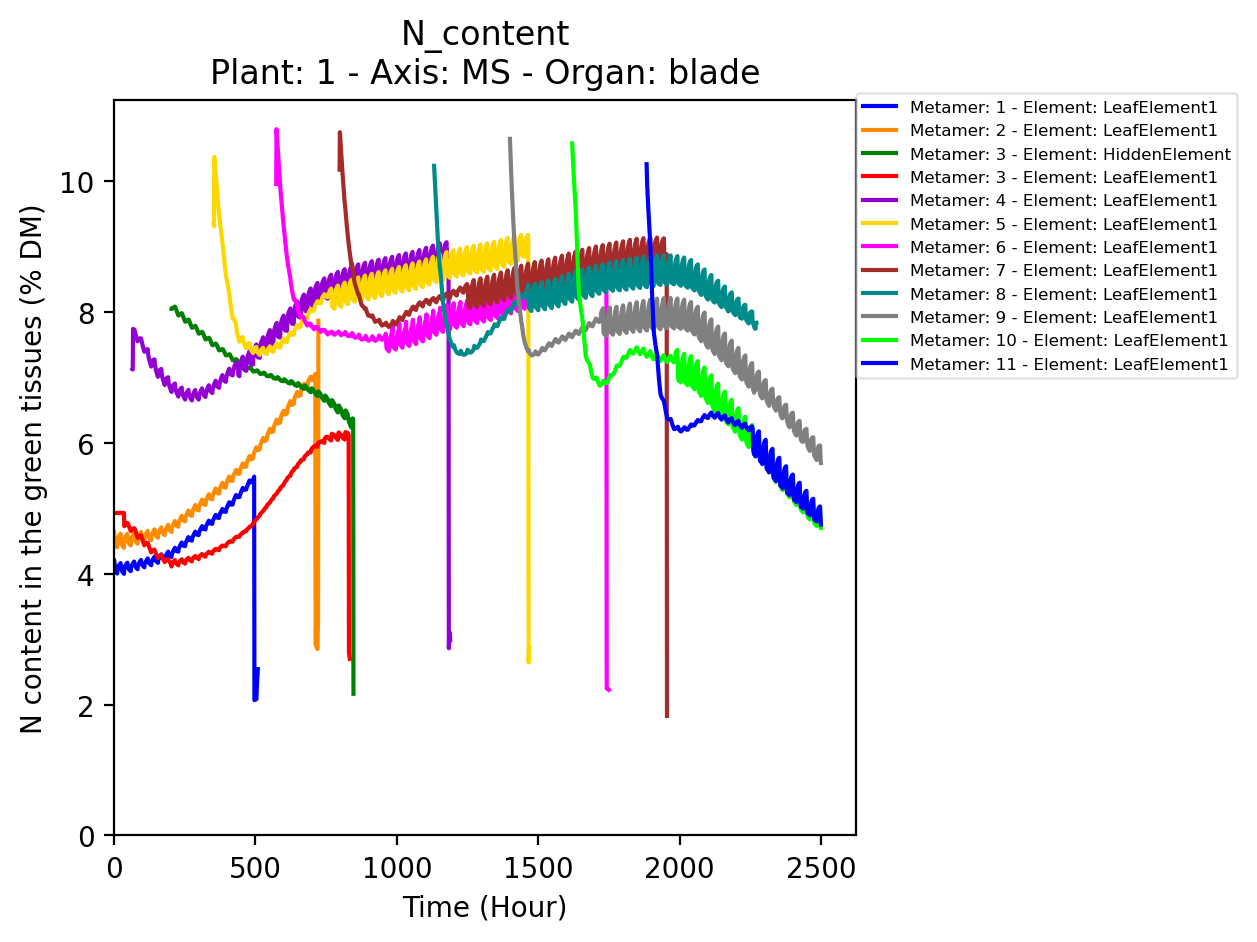 N_content
Plant: 1 - Axis: MS - Organ: blade
N content in the green tissues (% DM)
10
8
6
4
2
0
0 500 1000 1500 2000 2500
Time (Hour)
Metamer: 1 - Element: LeafElement1
Metamer: 2 - Element: LeafElement1
Metamer: 3 - Element: HiddenElement
Metamer: 3 - Element: LeafElement1
Metamer: 4 - Element: LeafElement1
Metamer: 5 - Element: LeafElement1
Metamer: 6 - Element: LeafElement1
Metamer: 7 - Element: LeafElement1
Metamer: 8 - Element: LeafElement1
Metamer: 9 - Element: LeafElement1
Metamer: 10 - Element: LeafElement1
Metamer: 11 - Element: LeafElement1